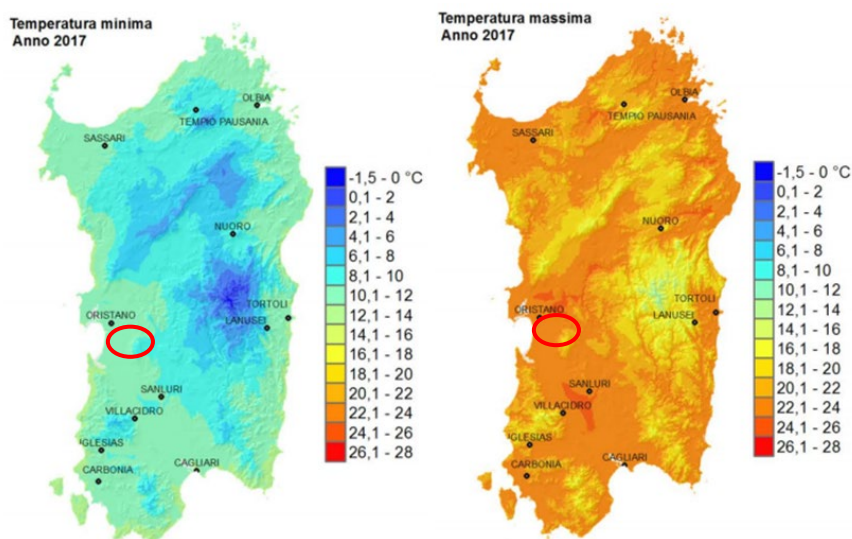 Temperatura minima
Anno 2017
OLBIA
TEMPIO PAUSANIA
SASSARI
NUORO
ORISTANO
TORTOLI
LANUSEI
SANLURI
VILLACIDRO
IGLESIAS
CARBONIA
CAGLIARI
-1,5 - 0 °C
0,1 - 2
2,1 - 4
4,1 - 6
6,1 - 8
8,1 - 10
10,1 - 12
12,1 - 14
14,1 - 16
16,1 - 18
18,1 - 20
20,1 - 22
22,1 - 24
24,1 - 26
26,1 - 28
Temperatura massima
Anno 2017
OLBIA
TEMPIO PAUSANIA
SASSARI
NUORO
ORISTANO
TORTOLI
LANUSEI
SANLURI
VILLACIDRO
IGLESIAS
CARBONIA
CAGLIARI
-1,5 - 0 °C
0,1 - 2
2,1 - 4
4,1 - 6
6,1 - 8
8,1 - 10
10,1 - 12
12,1 - 14
14,1 - 16
16,1 - 18
18,1 - 20
20,1 - 22
22,1 - 24
24,1 - 26
26,1 - 28